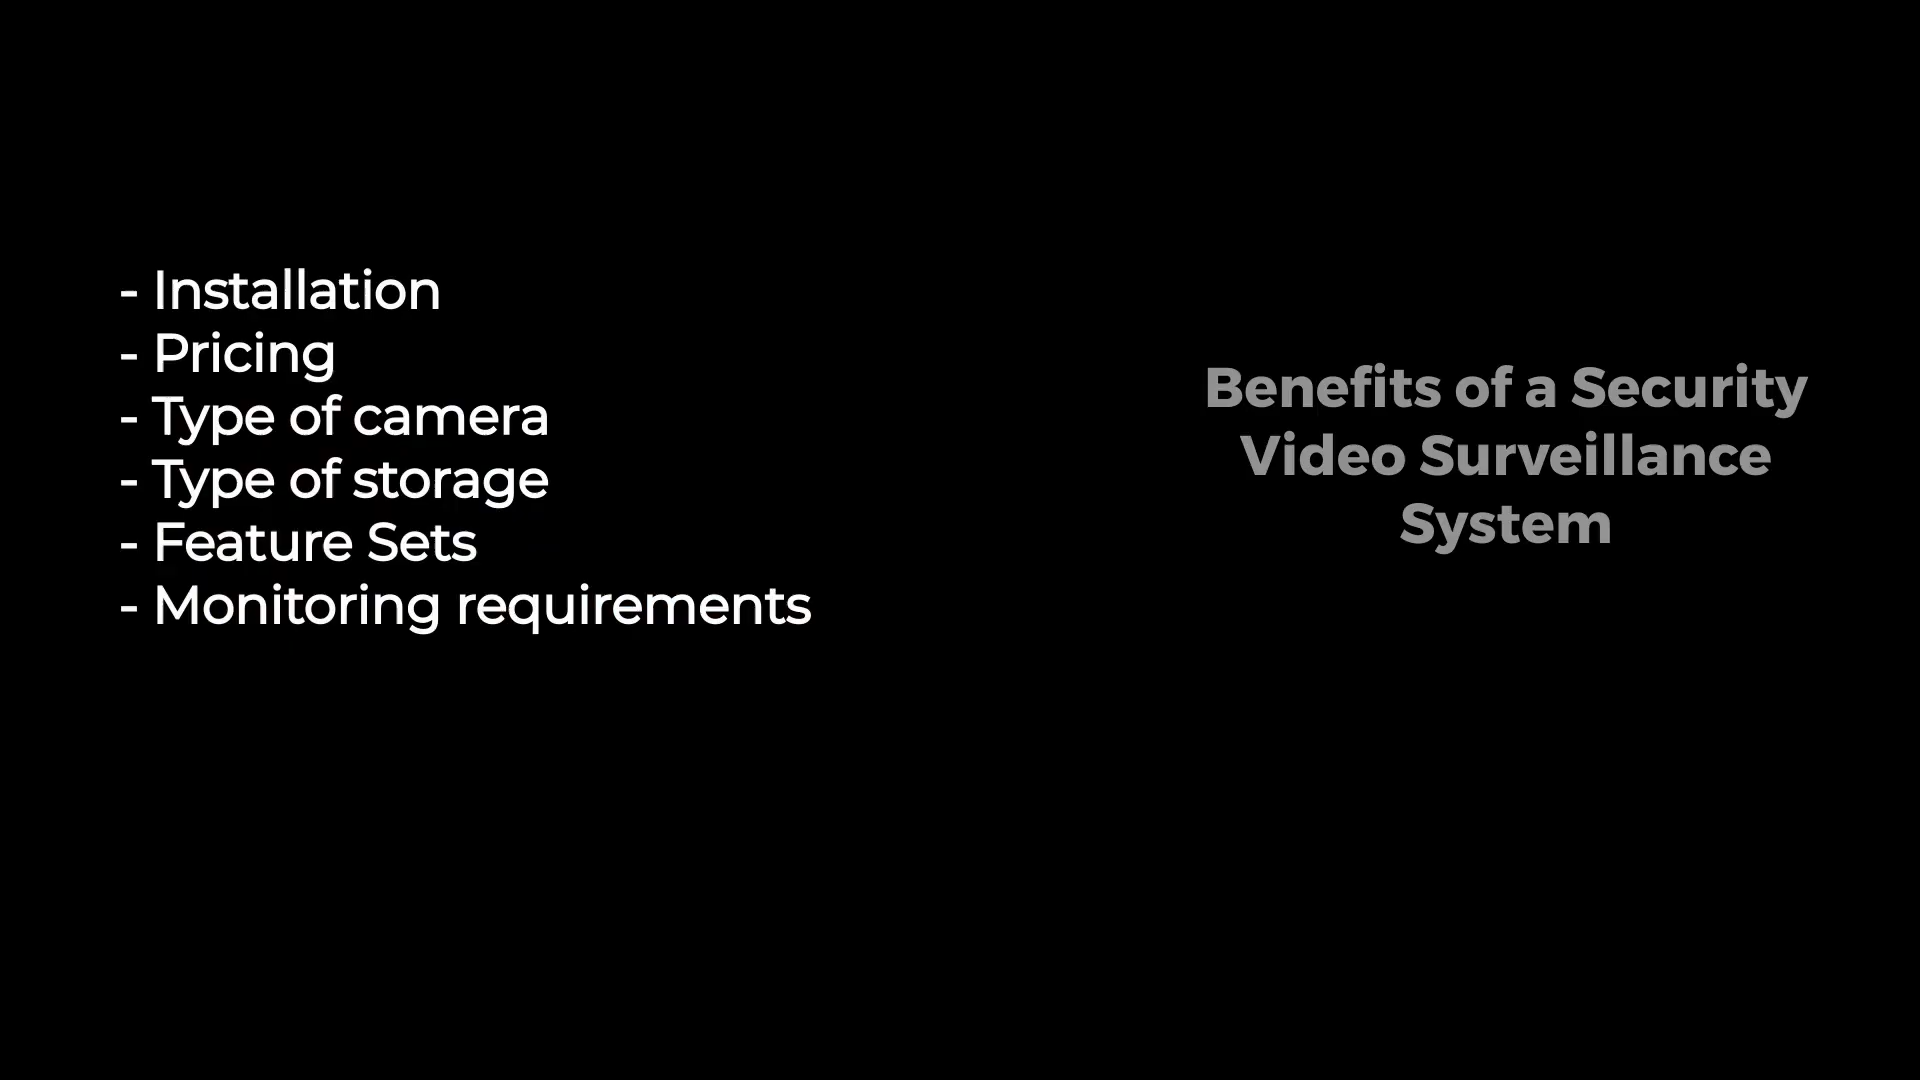 - Installation
- Pricing
- Type of camera
- Type of storage
- Feature Sets
- Monitoring requirements
Benefits of a Security
Video Surveillance
System